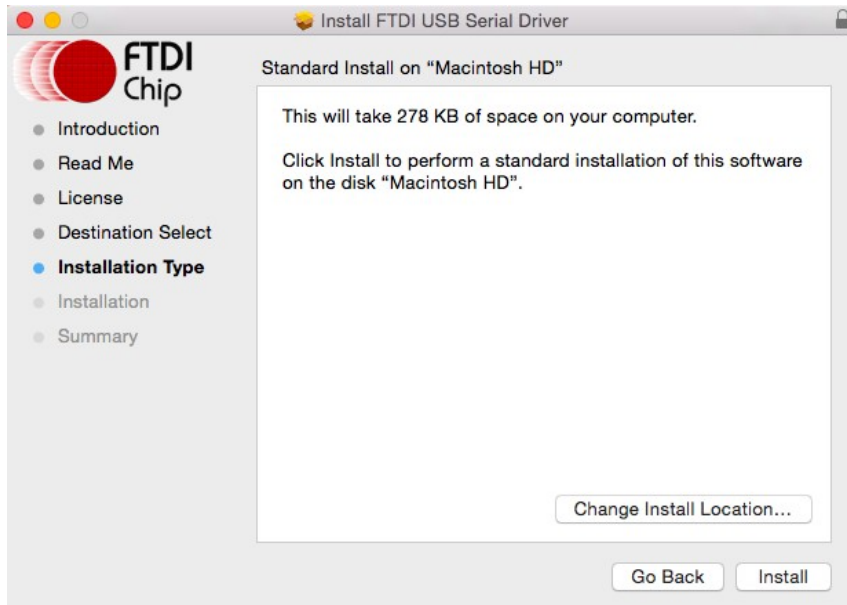 Install FTDI USB Serial Driver
FTDI
Chip
Introduction
Read Me
License
Destination Select
Installation Type
Installation
Summary
Standard Install on “Macintosh HD”
This will take 278 KB of space on your computer.
Click Install to perform a standard installation of this software
on the disk “Macintosh HD”.
Change Install Location...
Go Back
Install